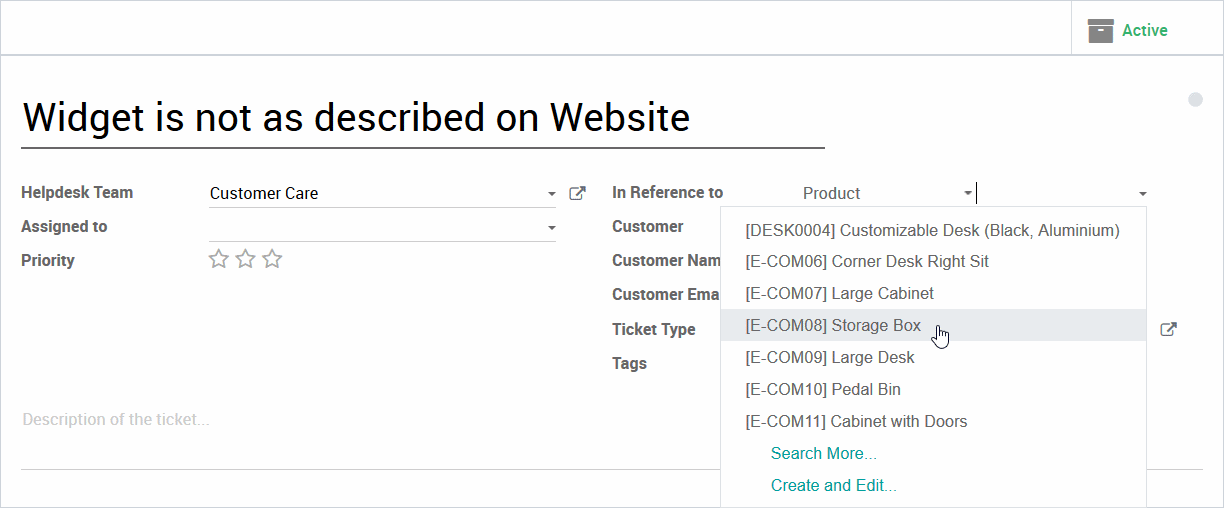 Active
Widget is not as described on Website
Helpdesk Team Customer Care
In Reference to Product
Assigned to
Customer
Priority
Customer Nam
Customer Ema
Ticket Type
Tags
[DESK0004] Customizable Desk (Black, Aluminium)
[E-COM06] Corner Desk Right Sit
[E-COM07] Large Cabinet
[E-COM08] Storage Box
[E-COM09] Large Desk
[E-COM10] Pedal Bin
[E-COM11] Cabinet with Doors
Search More...
Create and Edit...
Description of the ticket...